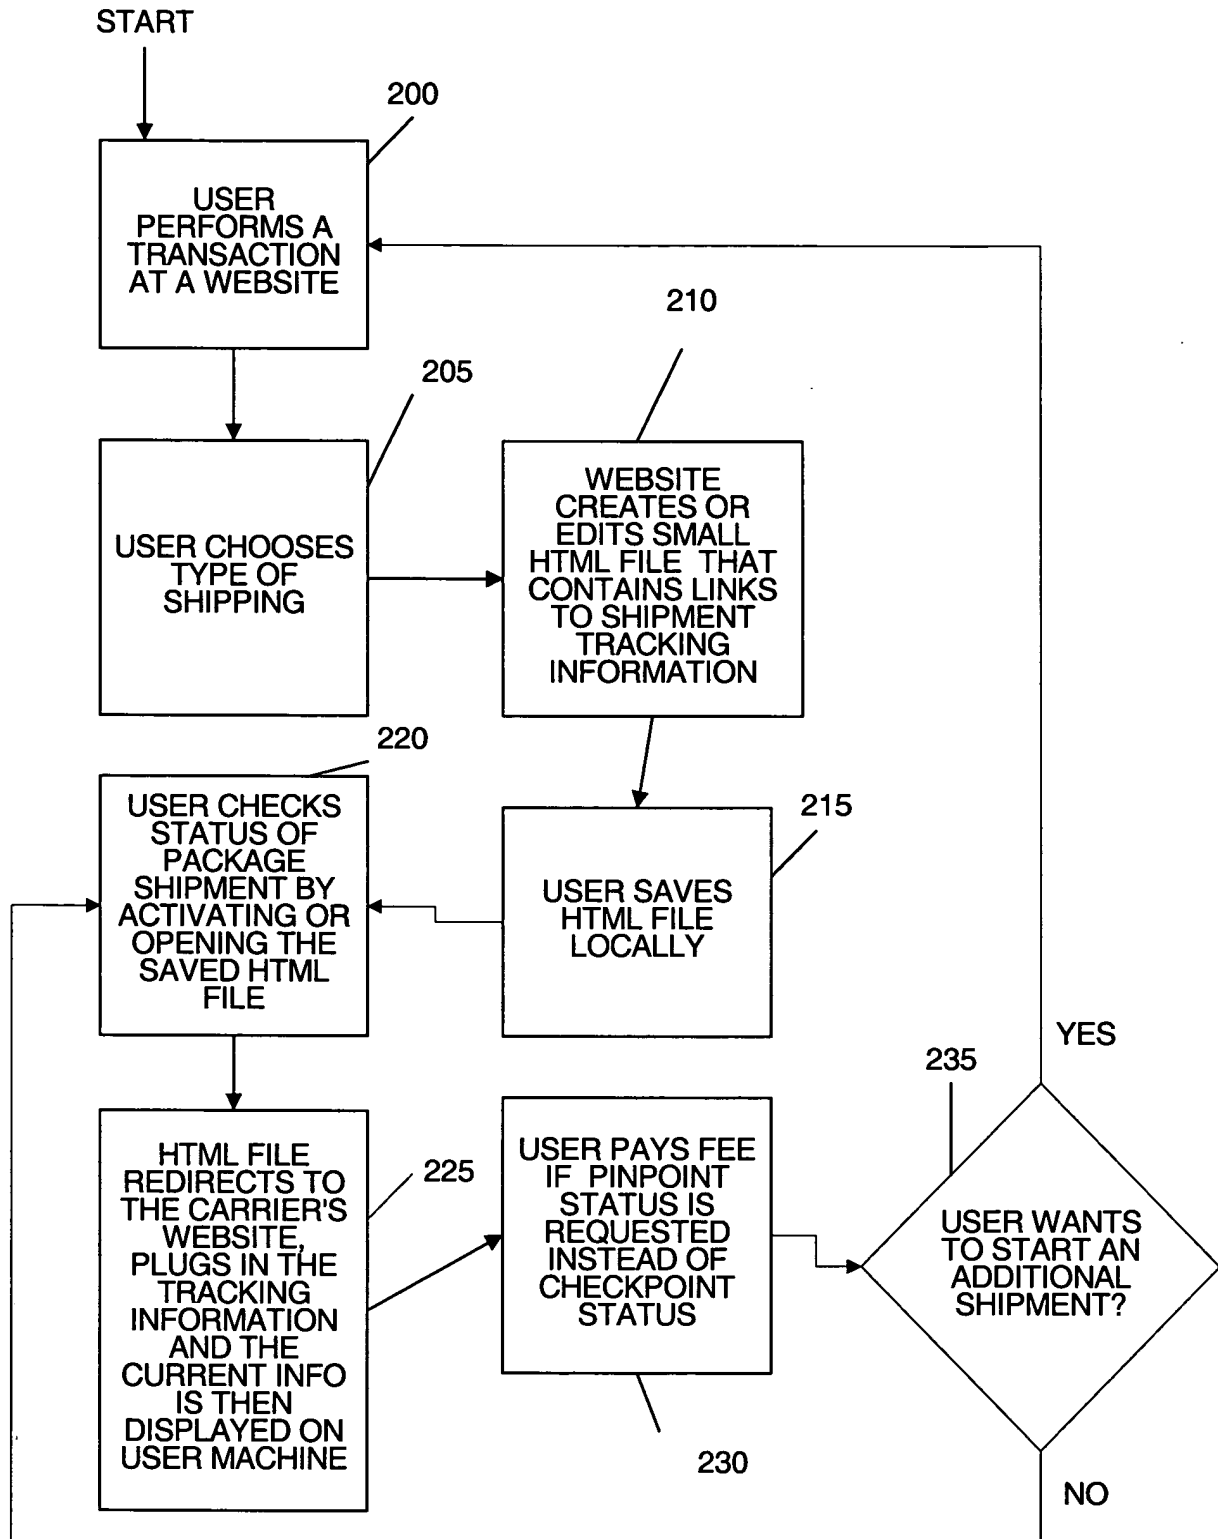 START
200
USER
PERFORMS A
TRANSACTION
AT A WEBSITE
205
USER CHOOSES
TYPE OF
SHIPPING
210
WEBSITE
CREATES OR
EDITS SMALL
HTML FILE THAT
CONTAINS LINKS
TO SHIPMENT
TRACKING
INFORMATION
215
USER SAVES
HTML FILE
LOCALLY
220
USER CHECKS
STATUS OF
PACKAGE
SHIPMENT BY
ACTIVATING OR
OPENING THE
SAVED HTML
FILE
225
HTML FILE
REDIRECTS TO
THE CARRIER'S
WEBSITE,
PLUGS IN THE
TRACKING
INFORMATION
AND THE
CURRENT INFO
IS THEN
DISPLAYED ON
USER MACHINE
USER PAYS FEE
IF PINPOINT
STATUS IS
REQUESTED
INSTEAD OF
CHECKPOINT
STATUS
230
235
USER WANTS
TO START AN
ADDITIONAL
SHIPMENT?
YES
NO